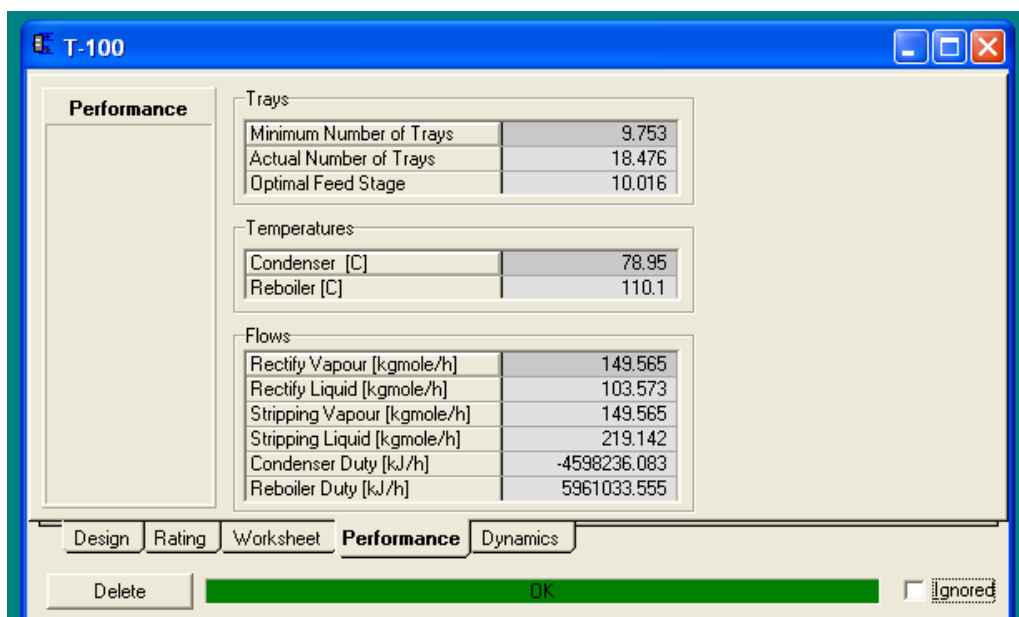 T-100
Performance
Trays
Minimum Number of Trays 9.753
Actual Number of Trays 18.476
Optimal Feed Stage 10.016
Temperatures
Condenser [C] 78.95
Reboiler [C] 110.1
Flows
Rectify Vapour [kgmole/h] 149.565
Rectify Liquid [kgmole/h] 103.573
Stripping Vapour [kgmole/h] 149.565
Stripping Liquid [kgmole/h] 219.142
Condenser Duty [kJ/h] -4598236.083
Reboiler Duty [kJ/h] 5961033.555
Design Rating Worksheet Performance Dynamics
Delete OK Ignored